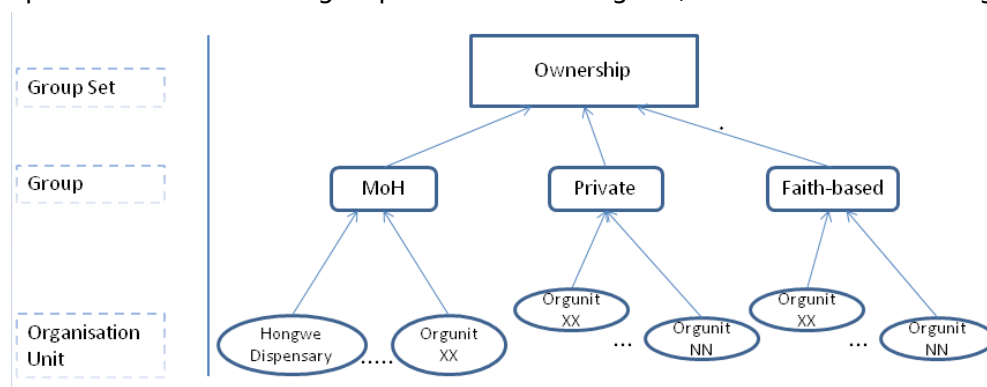 Ownership
Group Set
Group
MoH
Private
Faith-based
Orgunit
XX
Orgunit
XX
Organisation
Unit
Hongwe
Dispensary
.....
Orgunit
XX
...
Orgunit
NN
...
Orgunit
NN